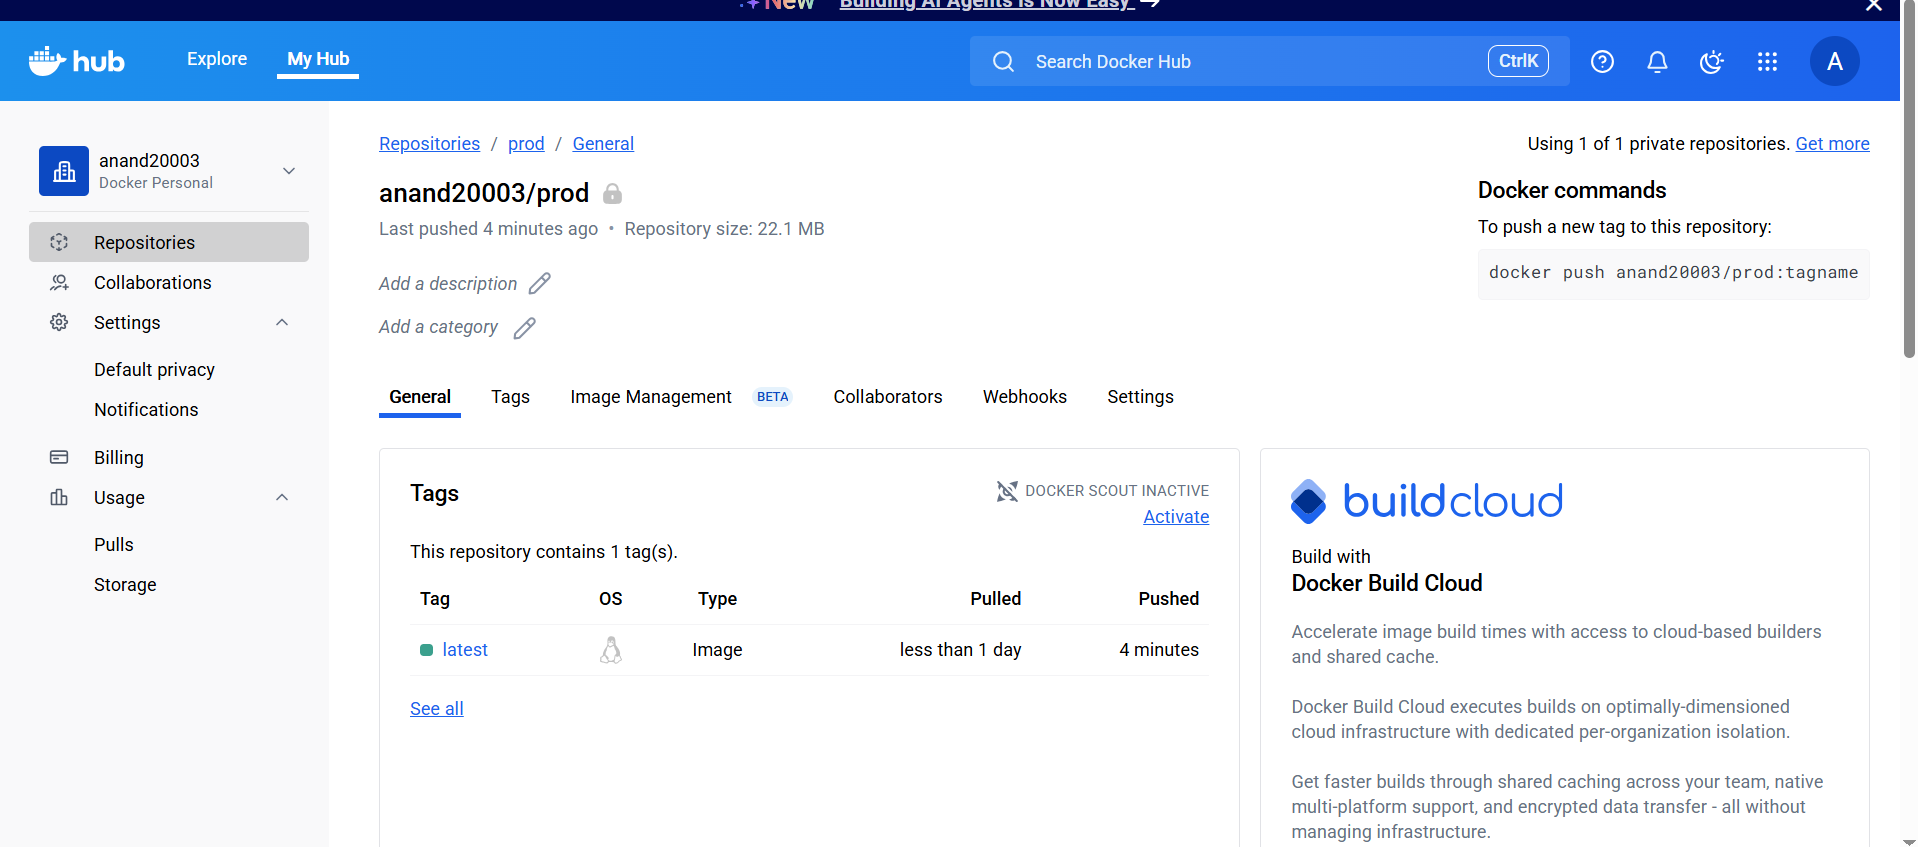 New Building AI Agents Is Now Easy →
hub
Explore
My Hub
Search Docker Hub
CtrlK
A
anand20003
Docker Personal
Repositories
Collaborations
Settings
Default privacy
Notifications
Billing
Usage
Pulls
Storage
Repositories / prod / General
Using 1 of 1 private repositories. Get more
anand20003/prod
Last pushed 4 minutes ago • Repository size: 22.1 MB
Add a description
Add a category
Docker commands
To push a new tag to this repository:
docker push anand20003/prod:tagname
General
Tags
Image Management BETA
Collaborators
Webhooks
Settings
Tags
DOCKER SCOUT INACTIVE
Activate
This repository contains 1 tag(s).
Tag OS Type Pulled Pushed
latest Image less than 1 day 4 minutes
See all
buildcloud
Build with
Docker Build Cloud
Accelerate image build times with access to cloud-based builders
and shared cache.
Docker Build Cloud executes builds on optimally-dimensioned
cloud infrastructure with dedicated per-organization isolation.
Get faster builds through shared caching across your team, native
multi-platform support, and encrypted data transfer - all without
managing infrastructure.